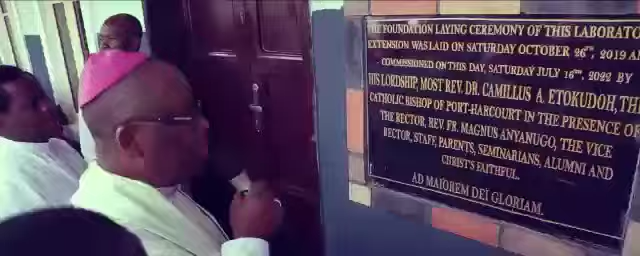 THE FOUNDATION LAYING CEREMONY OF THIS LABORATO
EXTENSION WAS LAID ON SATURDAY OCTOBER 26TH, 2019 A
COMMISSIONED ON THIS DAY, SATURDAY JULY 16TH, 2022 BY
HIS LORDSHIP, MOST REV. DR. CAMILLUS A. ETOKUDOH, THE
CATHOLIC BISHOP OF PORT-HARCOURT IN THE PRESENCE OF
THE RECTOR, REV. FR. MAGNUS ANYANUGO, THE VICE
RECTOR, STAFF, PARENTS, SEMINARIANS, ALUMNI AND
CHRIST'S FAITHFUL.
AD MAIOREM DEI GLORIAM.